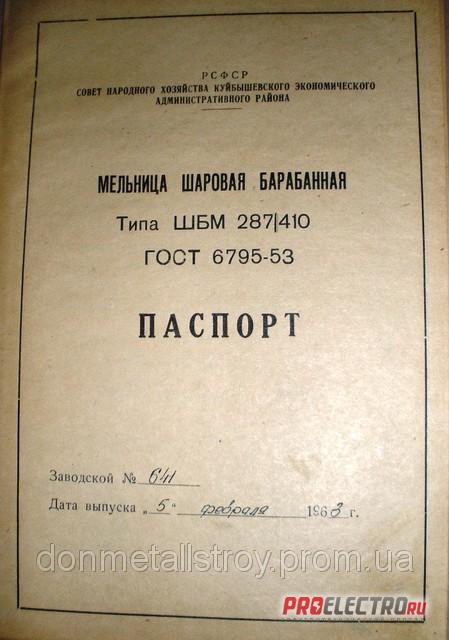 РСФСР
СОВЕТ НАРОДНОГО ХОЗЯЙСТВА КУЙБЫШЕВСКОГО ЭКОНОМИЧЕСКОГО
АДМИНИСТРАТИВНОГО РАЙОНА
МЕЛЬНИЦА ШАРОВАЯ БАРАБАННАЯ
Типа ШБМ 287|410
ГОСТ 6795-53
ПАСПОРТ
Заводской № 641
Дата выпуска „5“ февраля 1963 г.
donmetallstroy.prom.ua
PROELECTRO.RU